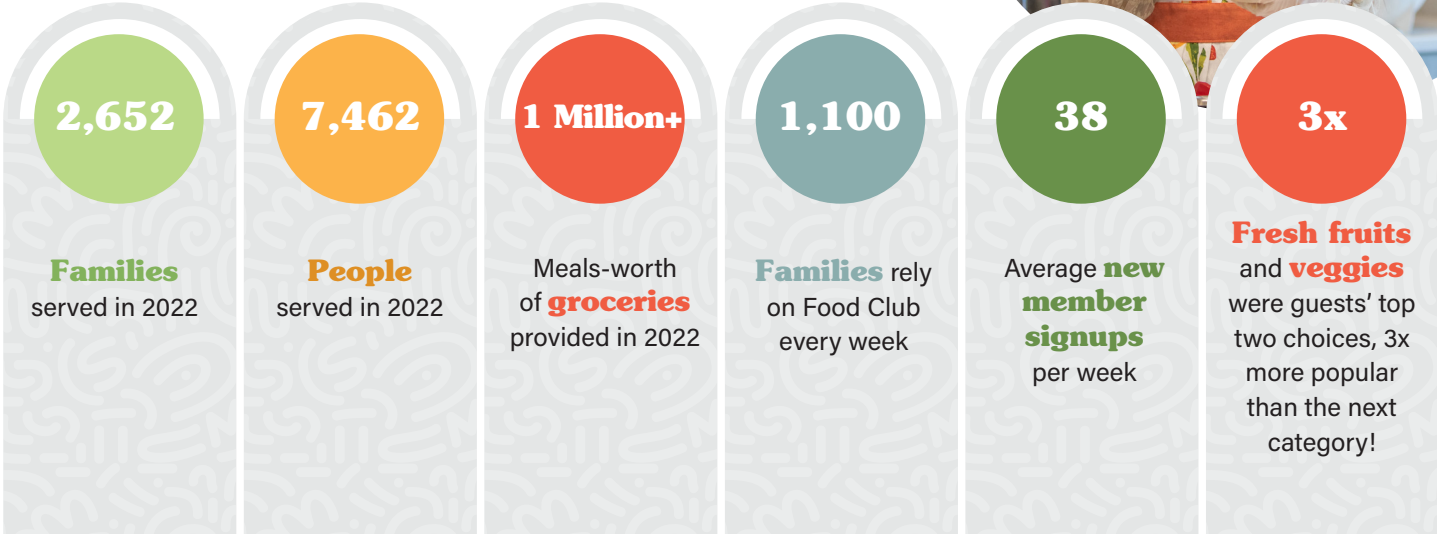 2,652
Families
served in 2022
7,462
People
served in 2022
1 Million+
Meals-worth
of groceries
provided in 2022
1,100
Families rely
on Food Club
every week
38
Average new
member
signups
per week
3x
Fresh fruits
and veggies
were guests’ top
two choices, 3x
more popular
than the next
category!